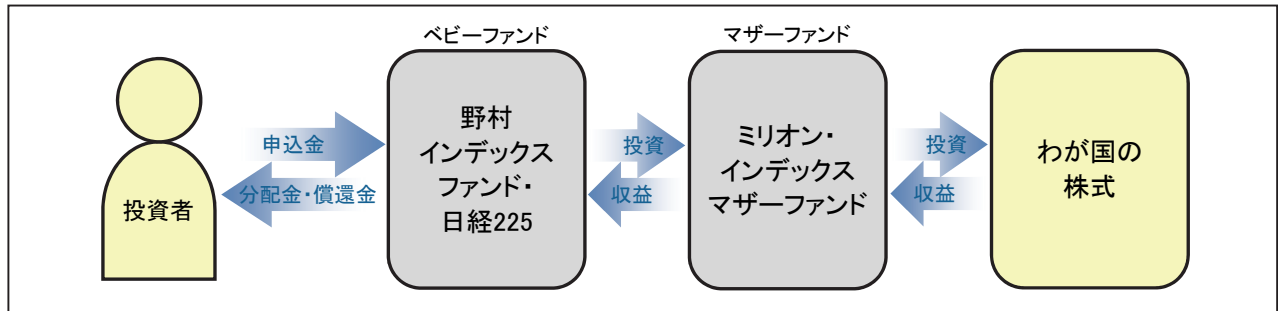 ベビーファンド
マザーファンド
投資者
申込金
分配金・償還金
野村
インデックス
ファンド・
日経225
投資
収益
ミリオン・
インデックス
マザーファンド
投資
収益
わが国の
株式